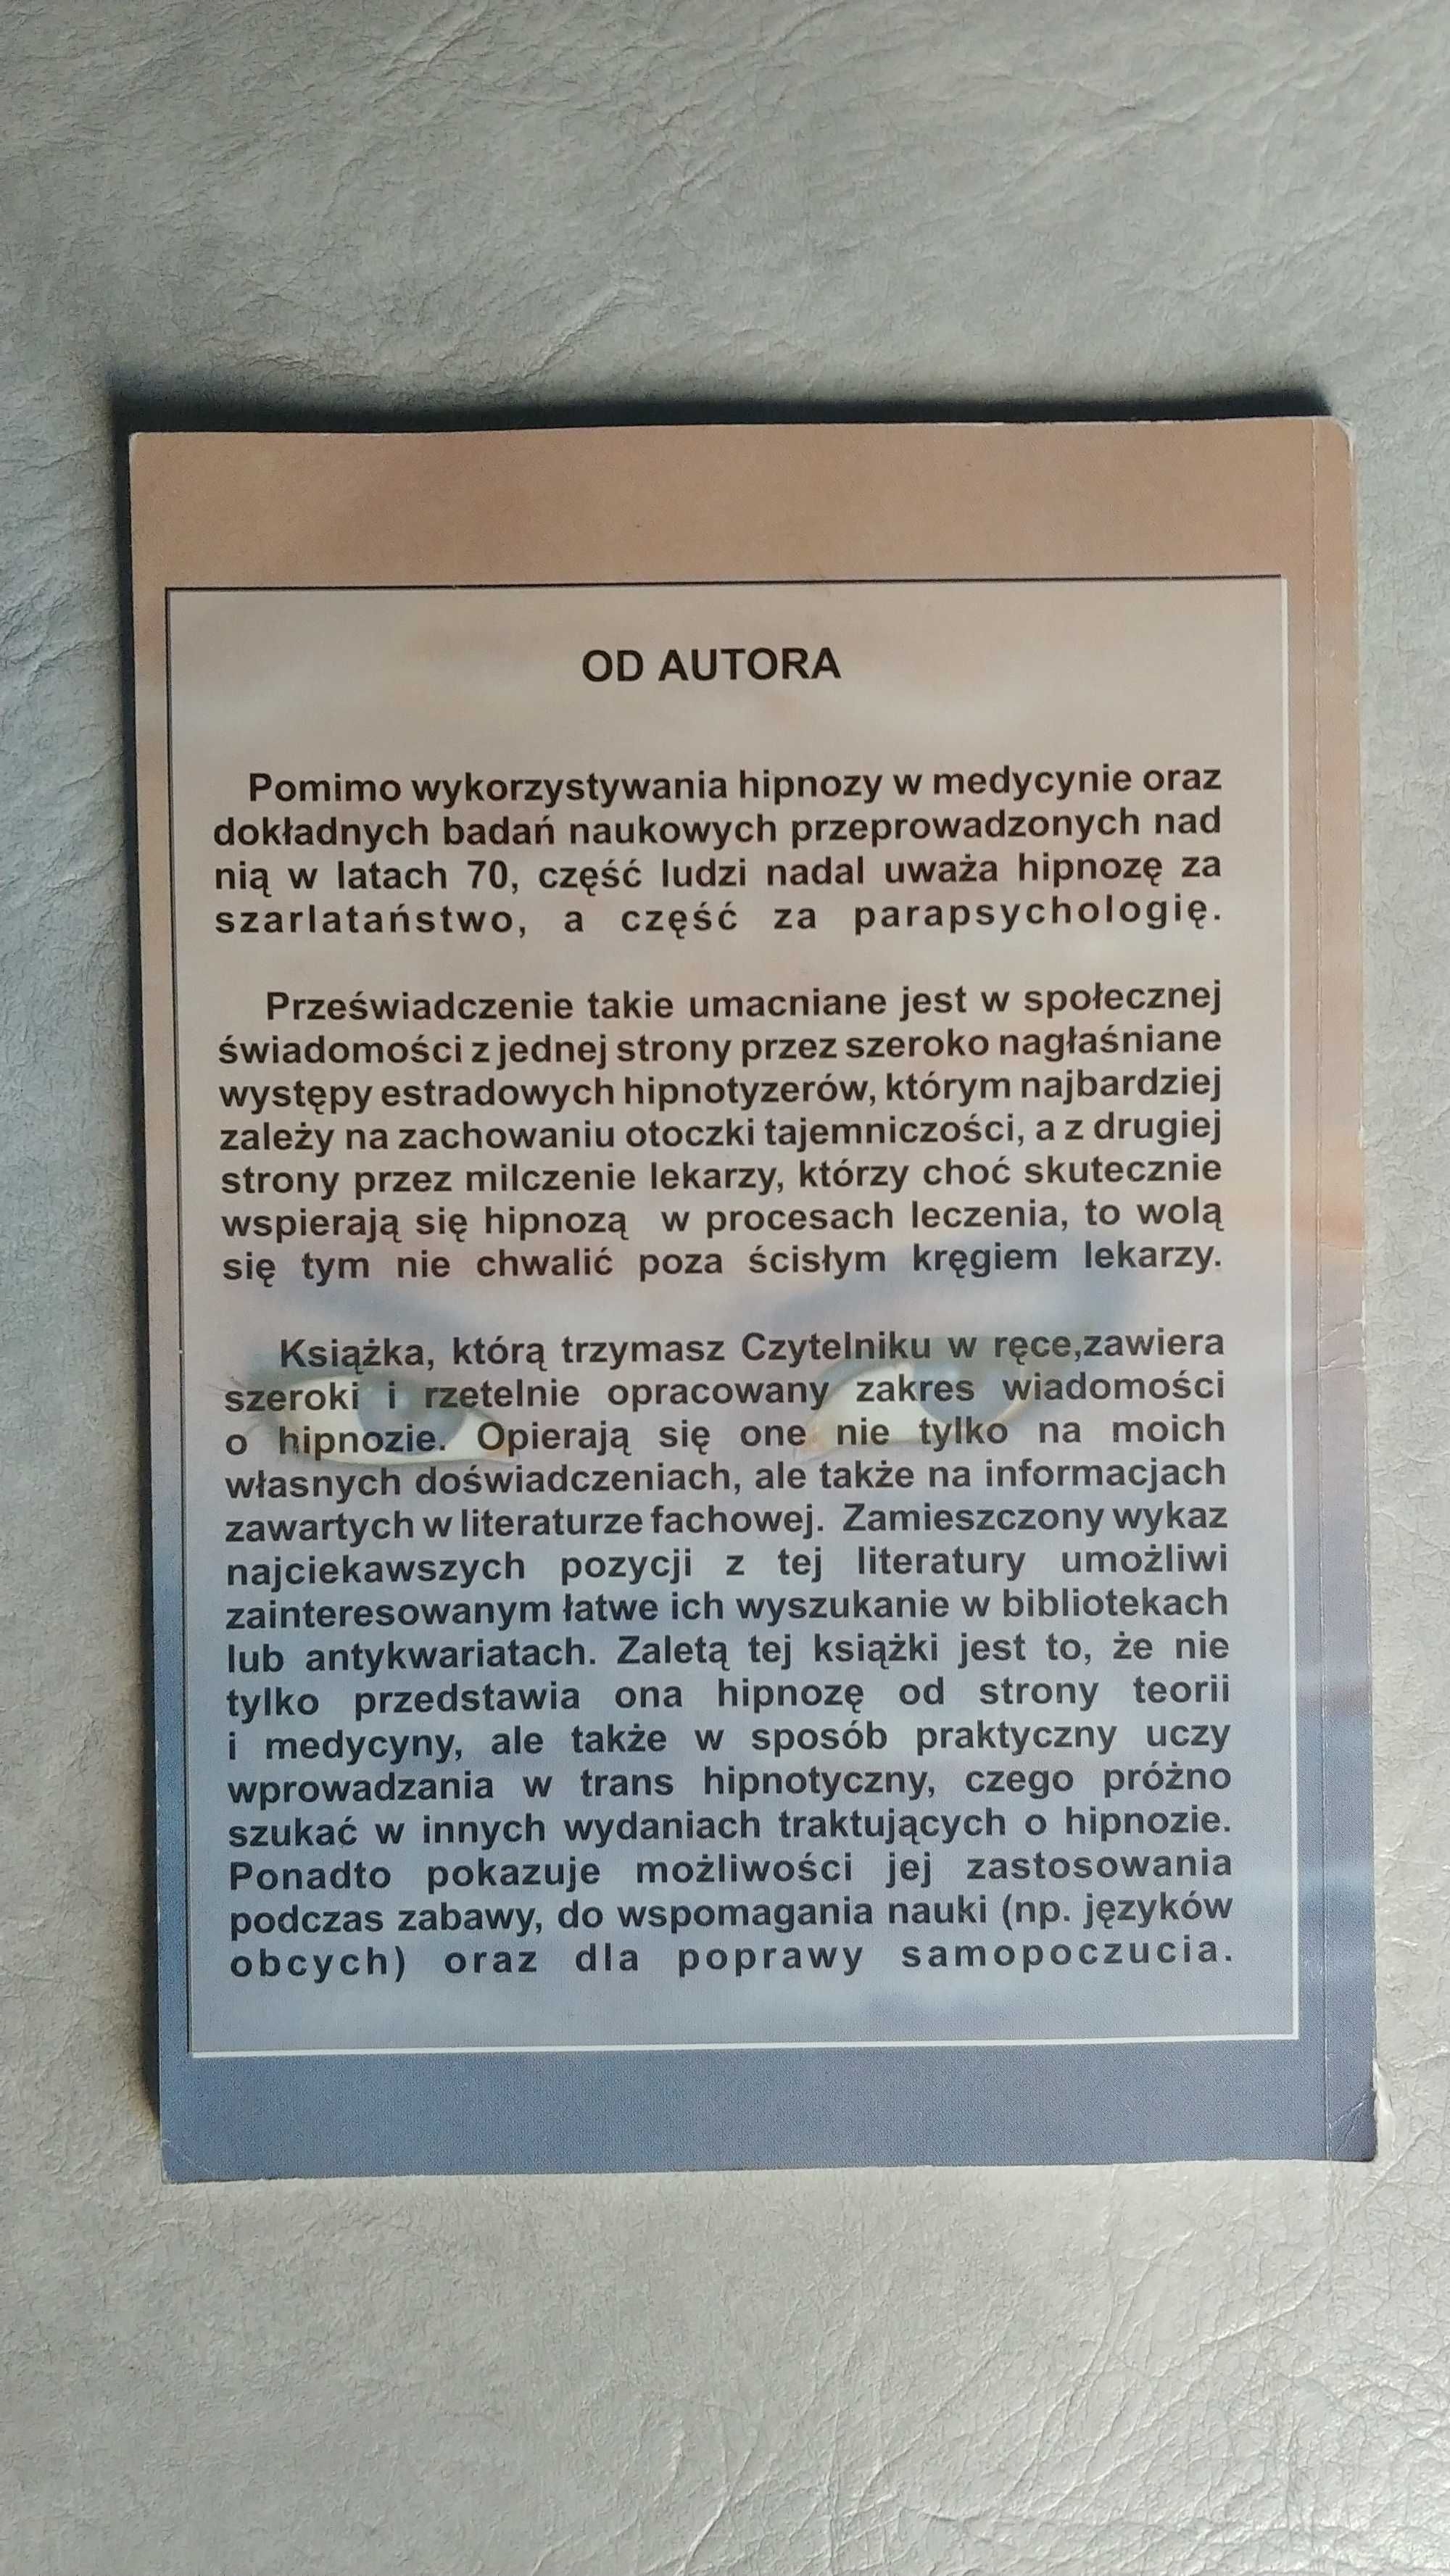 OD AUTORA
Pomimo wykorzystywania hipnozy w medycynie oraz
dokładnych badań naukowych przeprowadzonych nad
nią w latach 70, część ludzi nadal uważa hipnozę za
szarlataństwo, a część za parapsychologię.
Przeświadczenie takie umacniane jest w społecznej
świadomości z jednej strony przez szeroko nagłaśniane
występy estradowych hipnotyzerów, którym najbardziej
zależy na zachowaniu otoczki tajemniczości, a z drugiej
strony przez milczenie lekarzy, którzy choć skutecznie
wspierają się hipnozą w procesach leczenia, to wolą
się tym nie chwalić poza ścisłym kręgiem lekarzy.
Książka, którą trzymasz Czytelniku w ręce,zawiera
szeroki i rzetelnie opracowany zakres wiadomości
o hipnozie. Opierają się one nie tylko na moich
własnych doświadczeniach, ale także na informacjach
zawartych w literaturze fachowej. Zamieszczony wykaz
najciekawszych pozycji z tej literatury umożliwi
zainteresowanym łatwe ich wyszukanie w bibliotekach
lub antykwariatach. Zaletą tej książki jest to, że nie
tylko przedstawia ona hipnozę od strony teorii
i medycyny, ale także w sposób praktyczny uczy
wprowadzania w trans hipnotyczny, czego próżno
szukać w innych wydaniach traktujących o hipnozie.
Ponadto pokazuje możliwości jej zastosowania
podczas zabawy, do wspomagania nauki (np. języków
obcych) oraz dla poprawy samopoczucia.